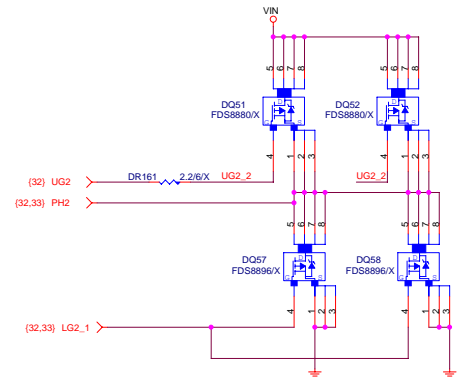 VIN
5 6 7 8 5 6 7 8
DQ51 DQ52
FDS8880/X FDS8880/X
D D
G S G S
4 1 2 3 4 1 2 3
{32} UG2 DR161 2.2/6/X UG2_2 UG2_2
{32,33} PH2
5 6 7 8 5 6 7 8
DQ57 DQ58
FDS8896/X FDS8896/X
D D
G S G S
4 1 2 3 4 1 2 3
{32,33} LG2_1